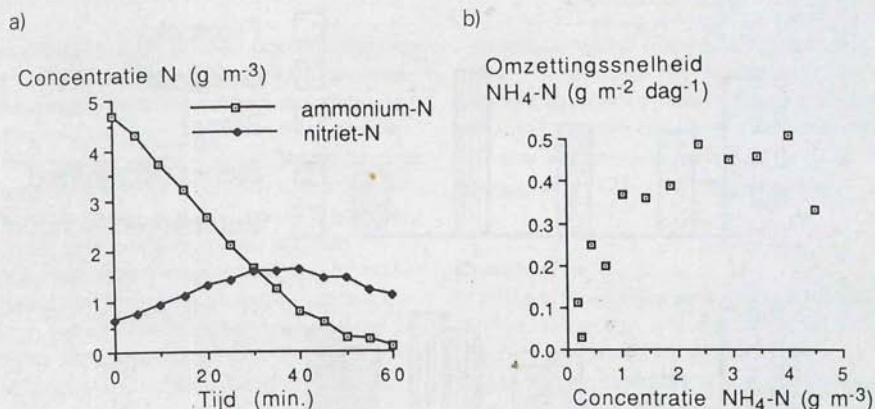 a)
Concentratie N (g m-3)
ammonium-N
nitriet-N
5
4
3
2
1
0
0 20 40 60
Tijd (min.)
b)
Omzettingssnelheid
NH4-N (g m-2 dag-1)
0.5
0.4
0.3
0.2
0.1
0.0
0 1 2 3 4 5
Concentratie NH4-N (g m-3)